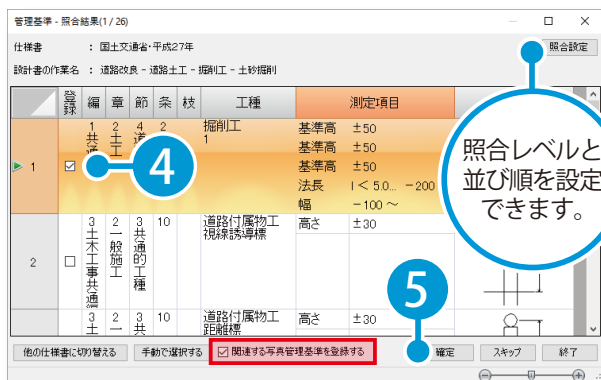 管理基準 - 照合結果(1 / 26)
仕様書 : 国土交通省･平成27年
照合設定
設計書の作業名 : 道路改良 - 道路土工 - 掘削工 - 土砂掘削
登録 編 章 節 条 枝 工種 測定項目
1 共通 2 土工 4 道 2 掘削工 1
基準高 ±50
基準高 ±50
基準高 ±50
法長 l < 5.0... -200
幅 -100 ～
1
4
照合レベルと
並び順を設定
できます。
2 3 土木工事共通編 2 一般施工 3 共通的工種 10 道路付属物工 視線誘導標 高さ ±30
3 土 2 一 3 共 10 道路付属物工 距離標 高さ ±30
5
他の仕様書に切り替える 手動で選択する 関連する写真管理基準を登録する 確定 スキップ 終了